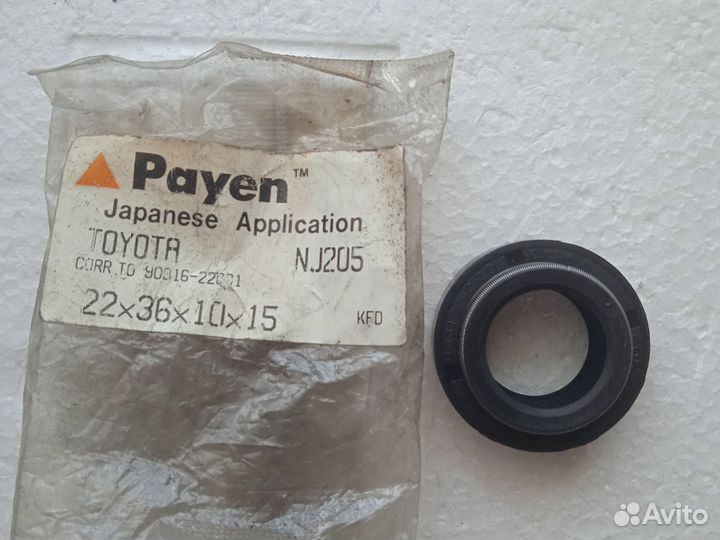 Payen™
Japanese Application
TOYOTA NJ205
CORR.TO 90316-22001
22x36x10x15 KFD
Avito